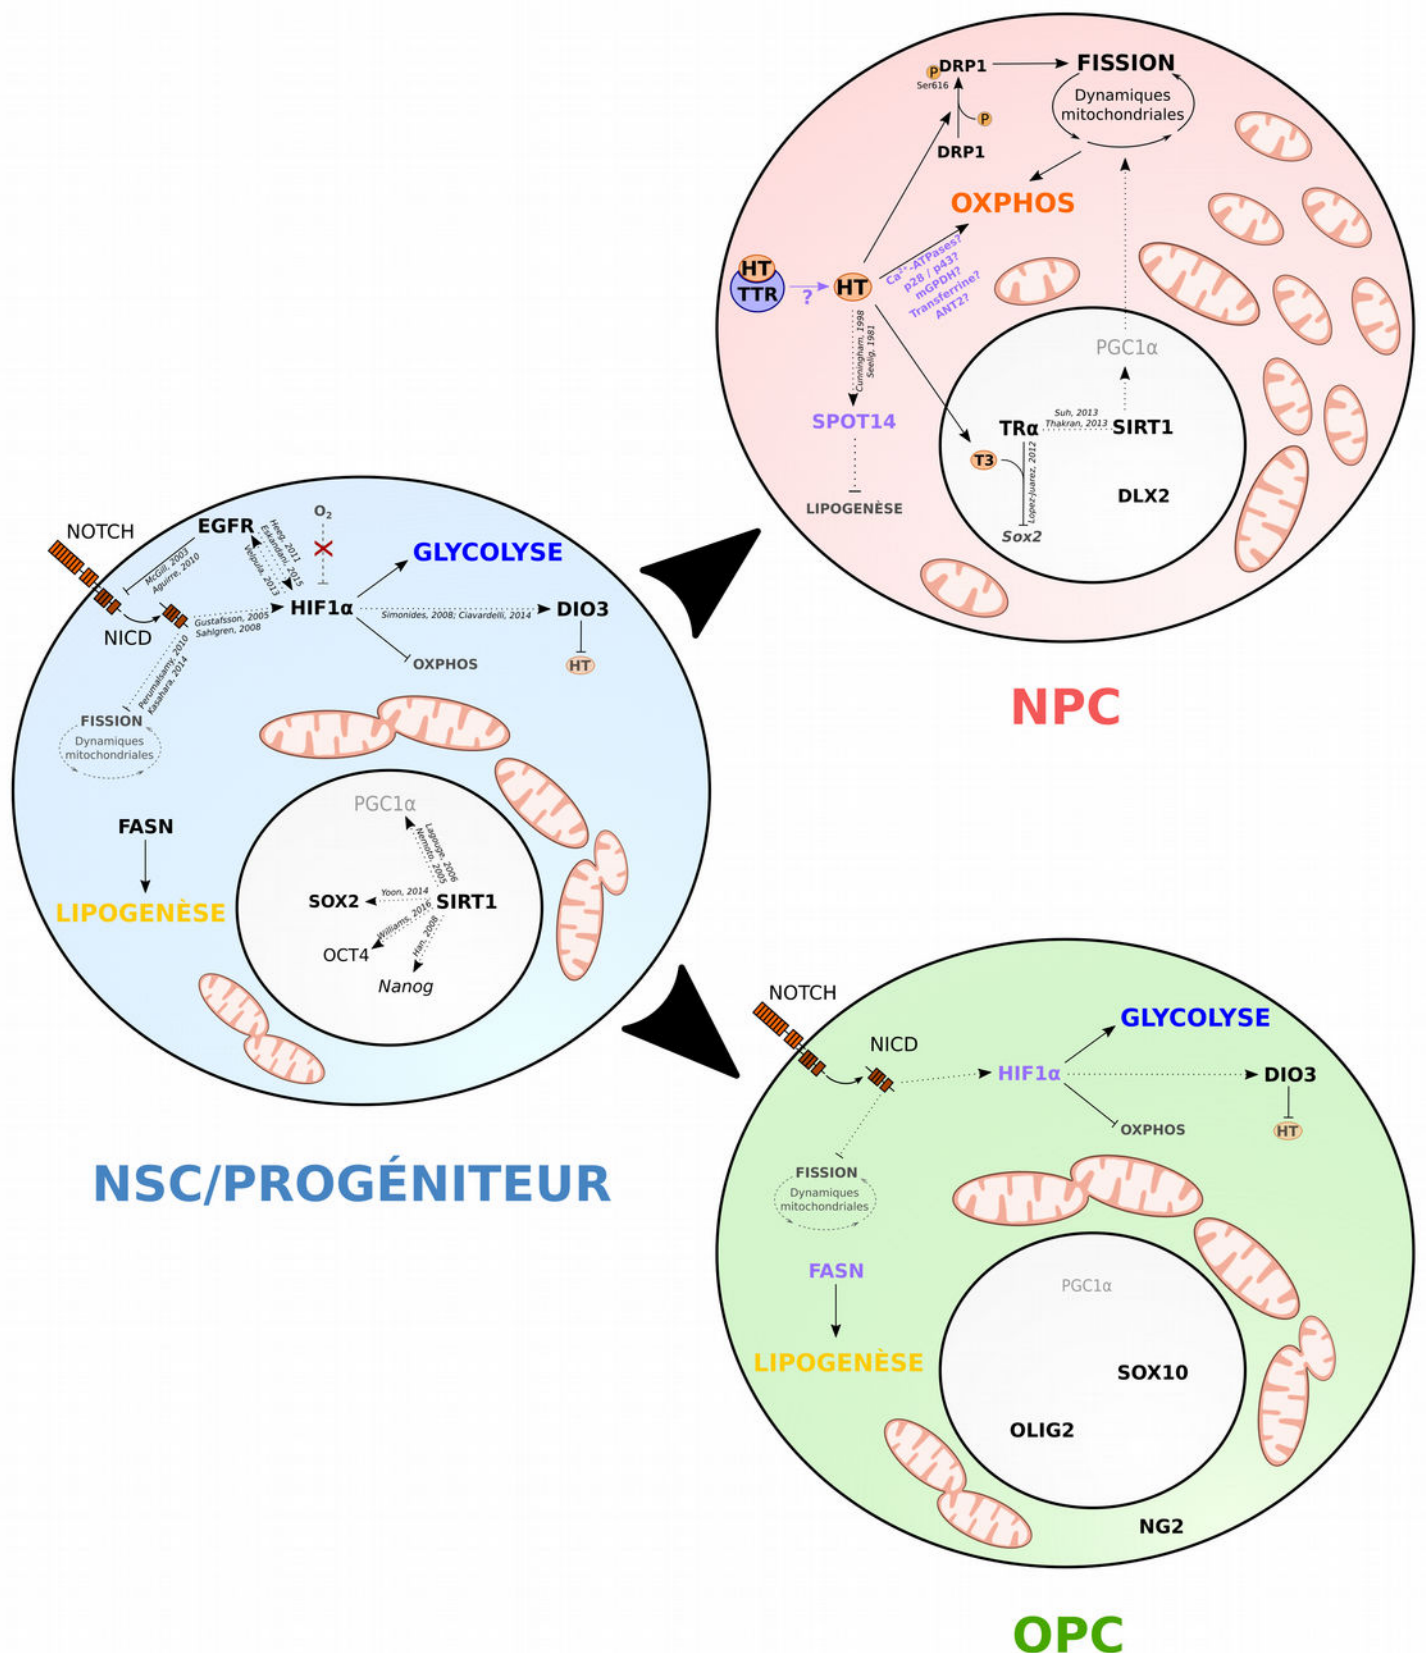 DRP1
P
Ser616
FISSION
Dynamiques
mitochondriales
P
DRP1
OXPHOS
HT
TTR
?
HT
Ca²⁺-ATPases?
p28 / p43?
mGPDH?
Transferrine?
ANT2?
Cunningham, 1998
Seelig, 1981
SPOT14
LIPOGENÈSE
PGC1α
Suh, 2013
Thakran, 2013
TRα
SIRT1
T3
Lopez-Juarez, 2012
Sox2
DLX2
NPC
NOTCH
EGFR
O₂
McGill, 2003
Aguirre, 2010
Heeg, 2011
Eskandani, 2015
Velpula, 2013
GLYCOLYSE
NICD
Gustafsson, 2005
Sahlgren, 2008
HIF1α
Simonides, 2008; Ciavardelli, 2014
DIO3
OXPHOS
HT
Perumalsamy, 2010
Kasahara, 2014
FISSION
Dynamiques
mitochondriales
FASN
LIPOGENÈSE
PGC1α
Lagouge, 2006
Nemoto, 2005
SOX2
Yoon, 2014
SIRT1
Williams, 2016
OCT4
Han, 2008
Nanog
NSC/PROGÉNITEUR
NOTCH
NICD
GLYCOLYSE
HIF1α
DIO3
OXPHOS
HT
FISSION
Dynamiques
mitochondriales
FASN
LIPOGENÈSE
PGC1α
SOX10
OLIG2
NG2
OPC